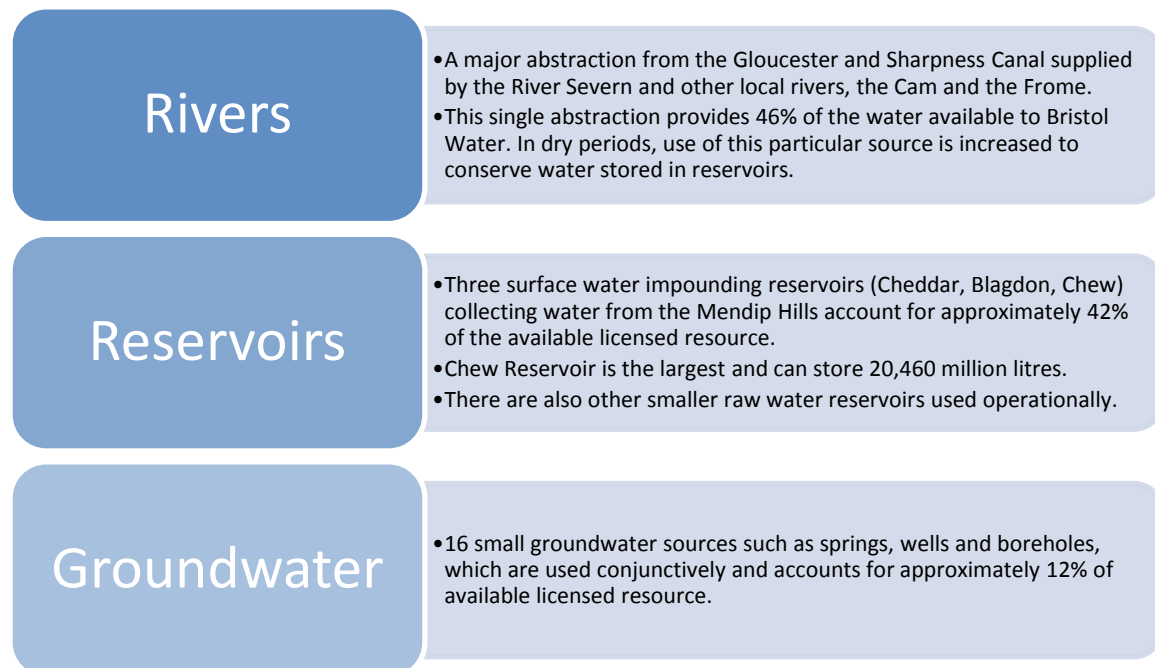 Rivers
•A major abstraction from the Gloucester and Sharpness Canal supplied
by the River Severn and other local rivers, the Cam and the Frome.
•This single abstraction provides 46% of the water available to Bristol
Water. In dry periods, use of this particular source is increased to
conserve water stored in reservoirs.
Reservoirs
•Three surface water impounding reservoirs (Cheddar, Blagdon, Chew)
collecting water from the Mendip Hills account for approximately 42%
of the available licensed resource.
•Chew Reservoir is the largest and can store 20,460 million litres.
•There are also other smaller raw water reservoirs used operationally.
Groundwater
•16 small groundwater sources such as springs, wells and boreholes,
which are used conjunctively and accounts for approximately 12% of
available licensed resource.